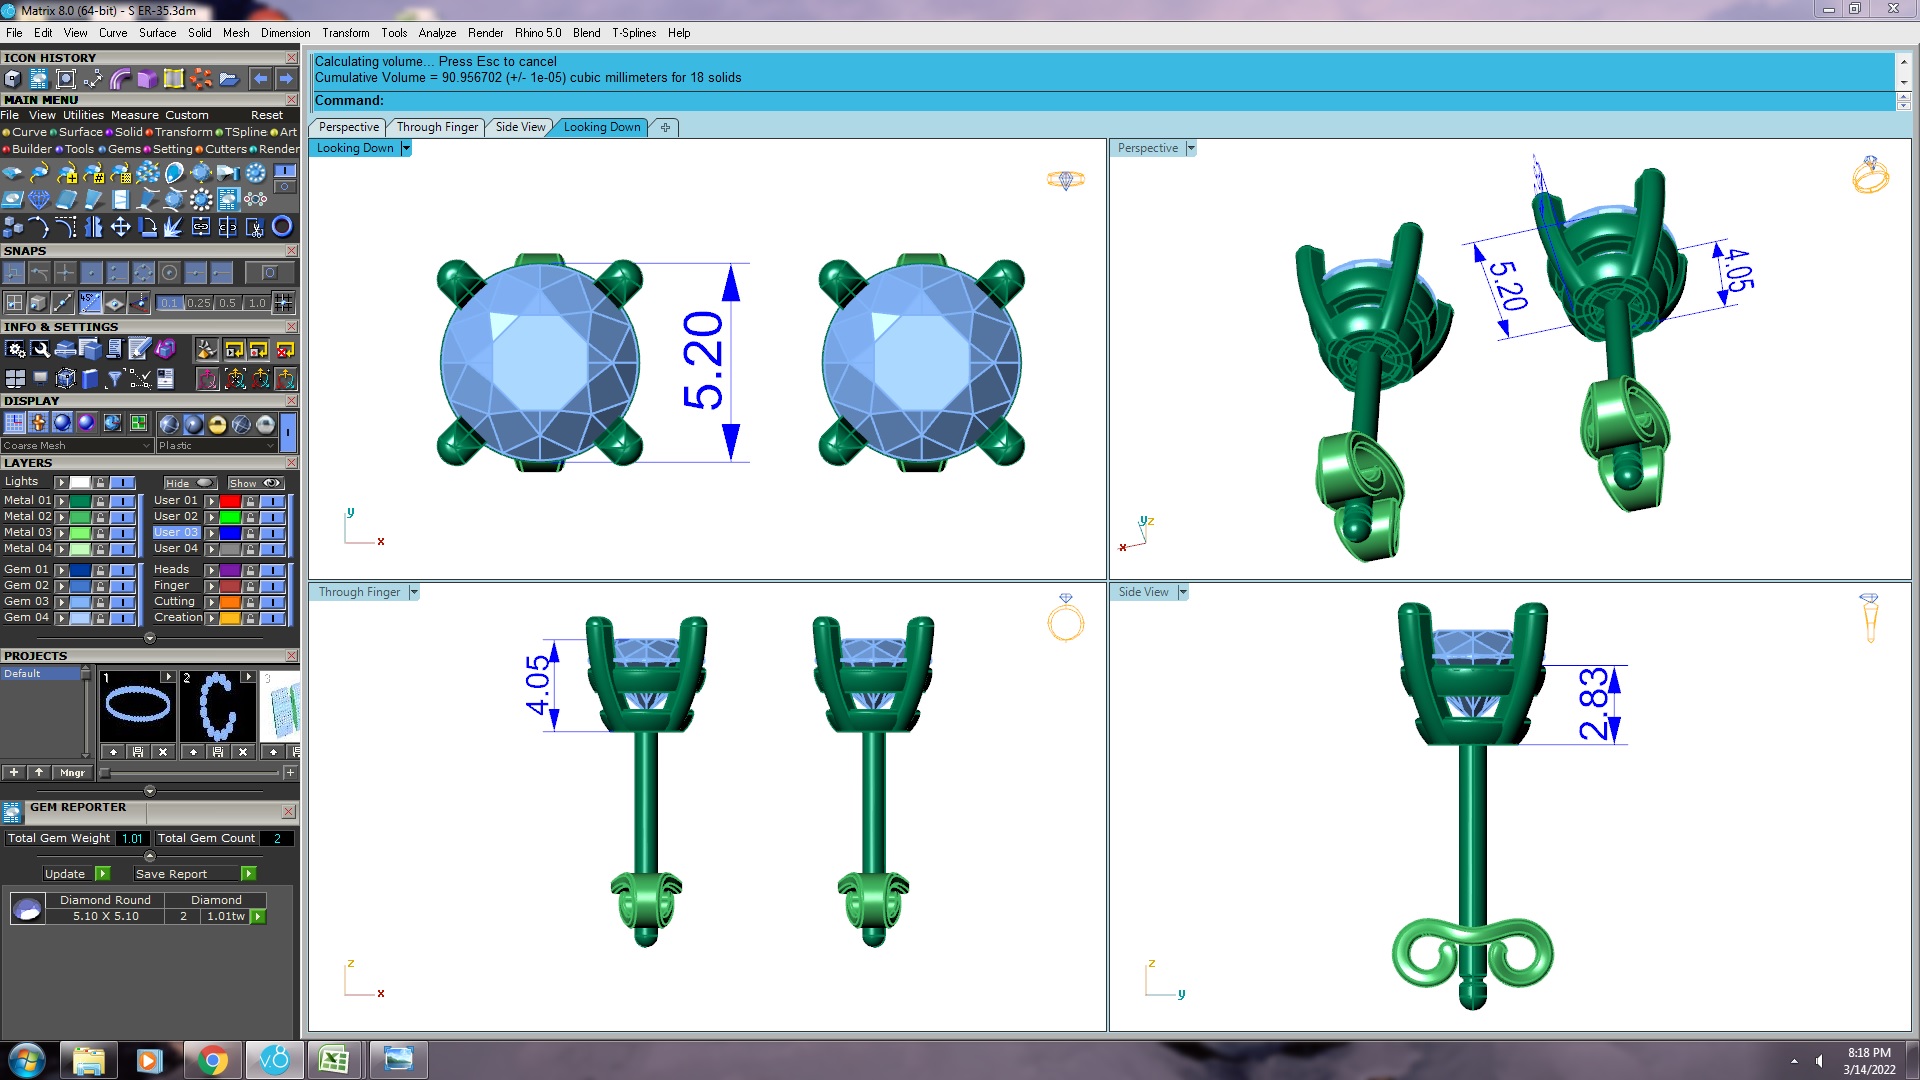 Matrix 8.0 (64-bit) - S ER-35.3dm
File Edit View Curve Surface Solid Mesh Dimension Transform Tools Analyze Render Rhino 5.0 Blend T-Splines Help
ICON HISTORY
MAIN MENU
File View Utilities Measure Custom Reset
Curve Surface Solid Transform TSpline Art
Builder Tools Gems Setting Cutters Render
SNAPS
45°
0.1 0.25 0.5 1.0
INFO & SETTINGS
DISPLAY
Coarse Mesh Plastic
LAYERS
Lights Hide Show
Metal 01 User 01
Metal 02 User 02
Metal 03 User 03
Metal 04 User 04
Gem 01 Heads
Gem 02 Finger
Gem 03 Cutting
Gem 04 Creation
PROJECTS
Default
1 2 3
Mngr
GEM REPORTER
Total Gem Weight 1.01 Total Gem Count 2
Update Save Report
Diamond Round Diamond
5.10 X 5.10 2 1.01tw
Calculating volume... Press Esc to cancel
Cumulative Volume = 90.956702 (+/- 1e-05) cubic millimeters for 18 solids
Command:
Perspective Through Finger Side View Looking Down
Looking Down
5.20
y
x
Perspective
5.20
4.05
y z
x
Through Finger
4.05
z
x
Side View
2.83
z
y
v8
8:18 PM
3/14/2022